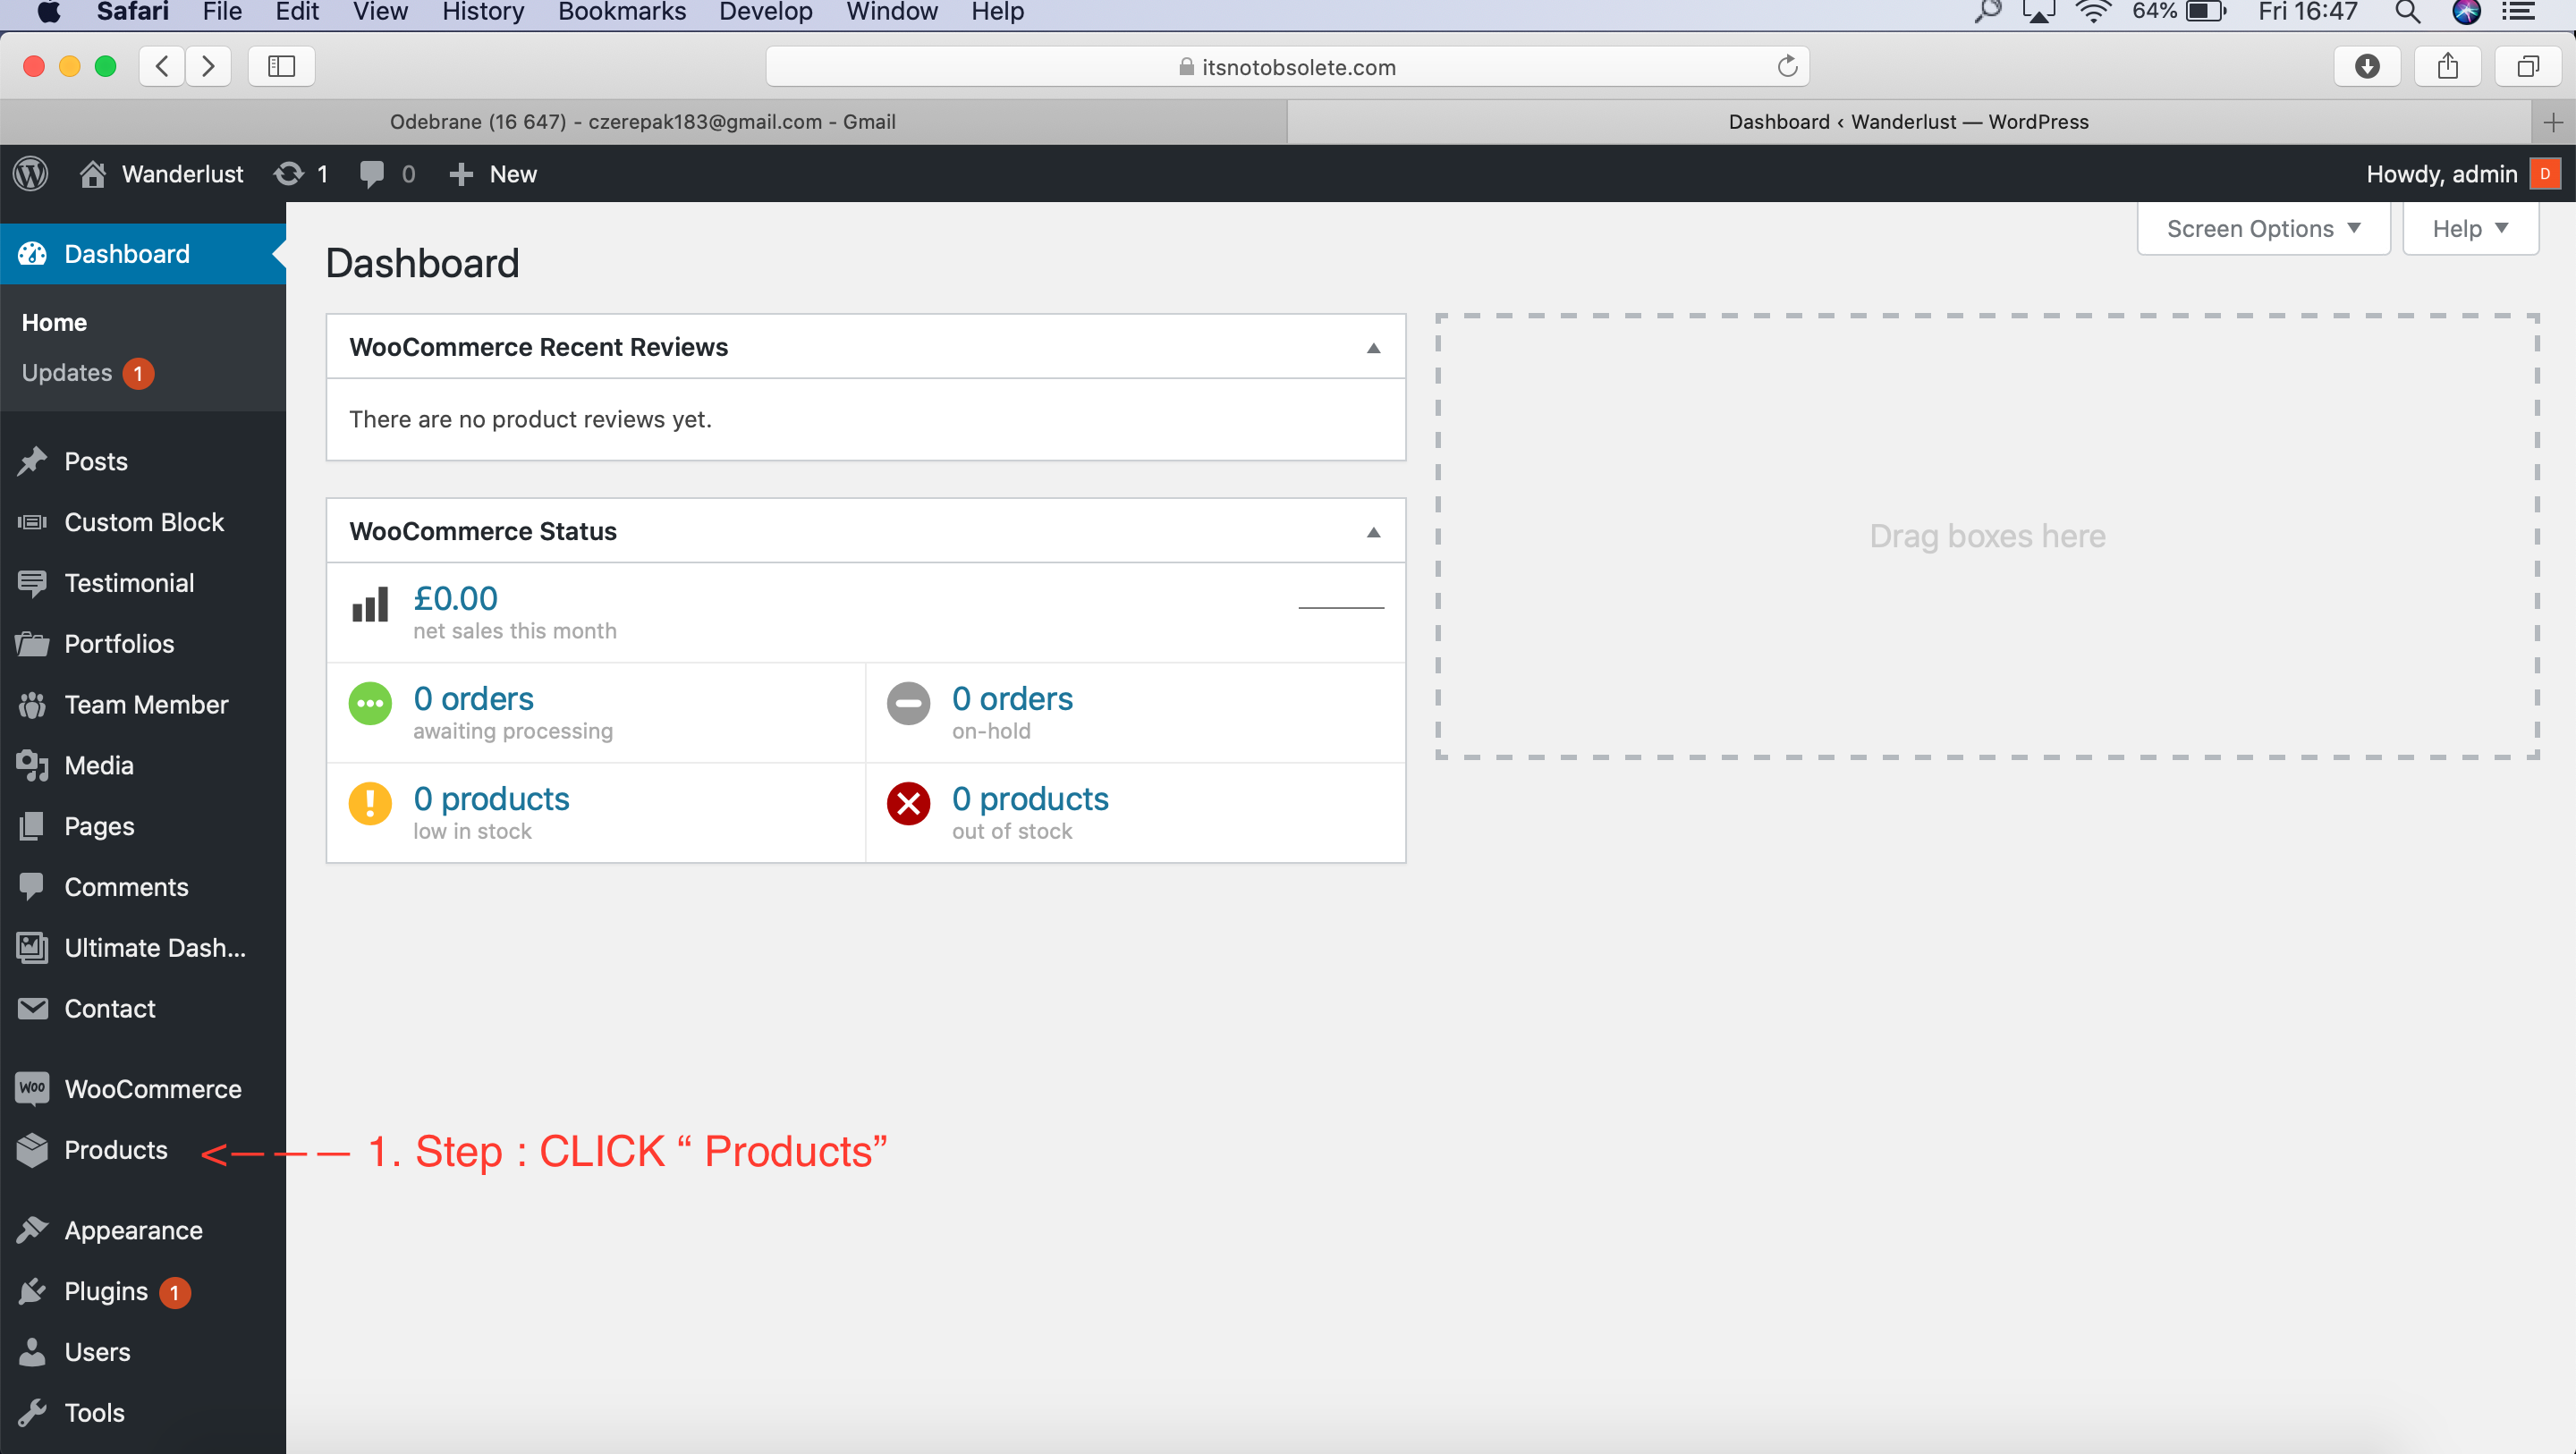 Safari File Edit View History Bookmarks Develop Window Help 64% Fri 16:47
itsnotobsolete.com
Odebrane (16 647) - czerepak183@gmail.com - Gmail
Dashboard ‹ Wanderlust — WordPress
Wanderlust 1 0 New Howdy, admin D
Screen Options Help
Dashboard
Home
Updates 1
Posts
Custom Block
Testimonial
Portfolios
Team Member
Media
Pages
Comments
Ultimate Dash...
Contact
WooCommerce
Products
Appearance
Plugins 1
Users
Tools
Dashboard
WooCommerce Recent Reviews
There are no product reviews yet.
WooCommerce Status
£0.00
net sales this month
0 orders
awaiting processing
0 orders
on-hold
0 products
low in stock
0 products
out of stock
Drag boxes here
<— — — 1. Step : CLICK “ Products”